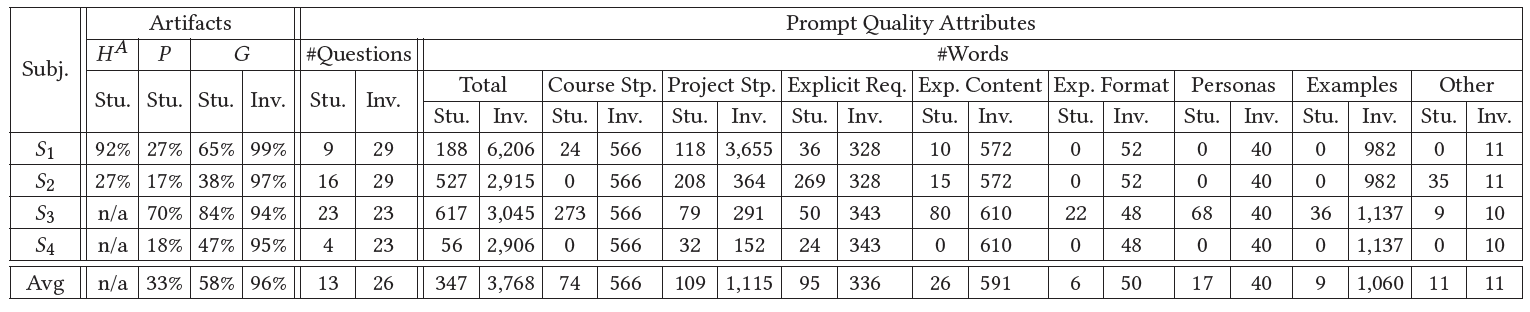 Artifacts Prompt Quality Attributes
Subj. H^A P G #Questions #Words
Total Course Stp. Project Stp. Explicit Req. Exp. Content Exp. Format Personas Examples Other
Stu. Stu. Stu. Inv. Stu. Inv. Stu. Inv. Stu. Inv. Stu. Inv. Stu. Inv. Stu. Inv. Stu. Inv. Stu. Inv. Stu. Inv. Stu. Inv.
S1 92% 27% 65% 99% 9 29 188 6,206 24 566 118 3,655 36 328 10 572 0 52 0 40 0 982 0 11
S2 27% 17% 38% 97% 16 29 527 2,915 0 566 208 364 269 328 15 572 0 52 0 40 0 982 35 11
S3 n/a 70% 84% 94% 23 23 617 3,045 273 566 79 291 50 343 80 610 22 48 68 40 36 1,137 9 10
S4 n/a 18% 47% 95% 4 23 56 2,906 0 566 32 152 24 343 0 610 0 48 0 40 0 1,137 0 10
Avg n/a 33% 58% 96% 13 26 347 3,768 74 566 109 1,115 95 336 26 591 6 50 17 40 9 1,060 11 11